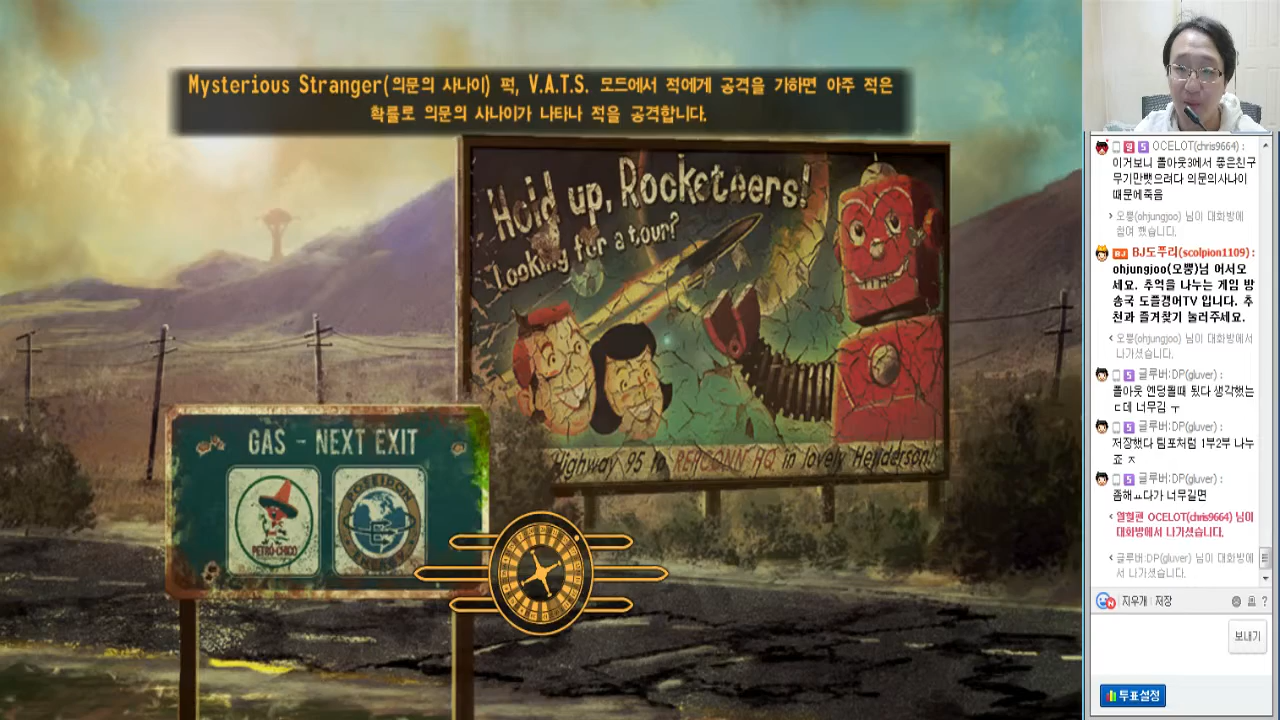 Mysterious Stranger(의문의 사나이) 퍽, V.A.T.S. 모드에서 적에게 공격을 가하면 아주 적은
확률로 의문의 사나이가 나타나 적을 공격합니다.
Hold up, Rocketeers!
Looking for a tour?
Highway 95 to REPCONN HQ in lovely Henderson!
GAS - NEXT EXIT
PETRO-CHICO
POSEIDON
열 5 OCELOT(chris9664) :
이거보니 폴아웃3에서 좋은친구
무기만뺏으려다 의문의사나이
때문에죽음
오뿡(ohjungjoo) 님이 대화방에
참여 했습니다.
BJ BJ도푸리(scolpion1109) :
ohjungjoo(오뿡)님 어서오
세요. 추억을 나누는 게임 방
송국 도플갱어TV 입니다. 추
천과 즐겨찾기 눌러주세요.
오뿡(ohjungjoo) 님이 대화방에서
나가셨습니다.
5 글루버:DP(gluver) :
폴아웃 엔딩뜰때 됬다 생각했는
ㄷ데 너무김 ㅜ
5 글루버:DP(gluver) :
저장했다 팀포처럼 1부2부 나누
죠 ㅈ
5 글루버:DP(gluver) :
좀해ㅛ다가 너무길면
열혈팬 OCELOT(chris9664) 님이
대화방에서 나가셨습니다.
글루버:DP(gluver) 님이 대화방에
서 나가셨습니다.
지우개 저장 ?
보내기
투표설정